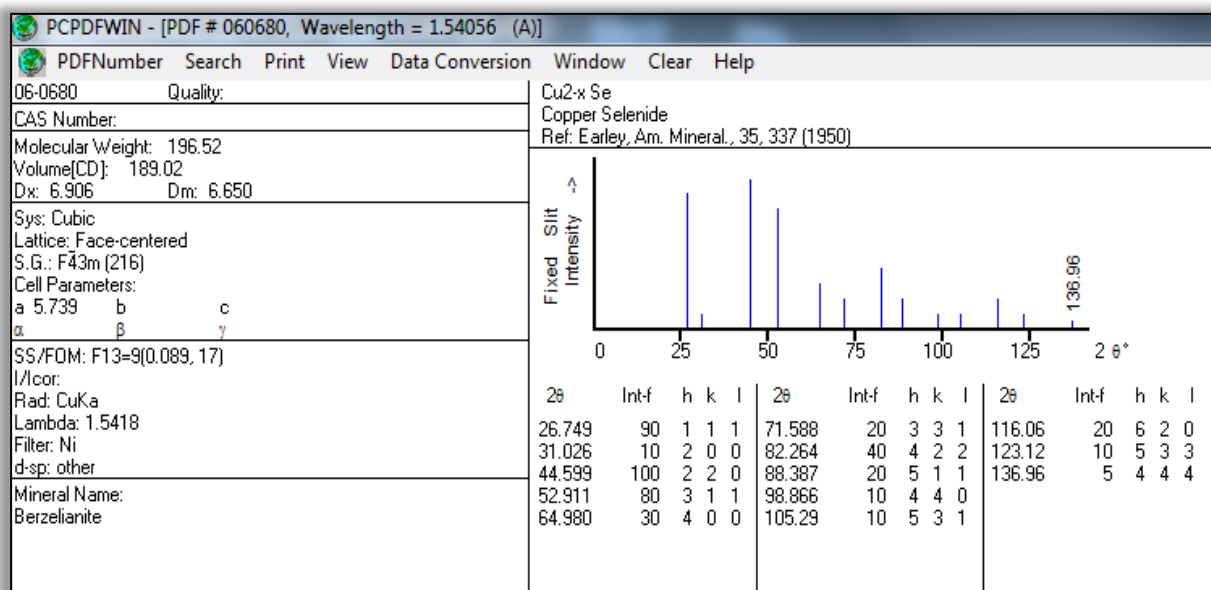 PCPDFWIN - [PDF # 060680, Wavelength = 1.54056 (A)]
PDFNumber Search Print View Data Conversion Window Clear Help
06-0680 Quality:
CAS Number:
Molecular Weight: 196.52
Volume[CD]: 189.02
Dx: 6.906 Dm: 6.650
Sys: Cubic
Lattice: Face-centered
S.G.: F4̅3m (216)
Cell Parameters:
a 5.739 b c
α β γ
SS/FOM: F13=9(0.089, 17)
I/Icor:
Rad: CuKa
Lambda: 1.5418
Filter: Ni
d-sp: other
Mineral Name:
Berzelianite
Cu2-x Se
Copper Selenide
Ref: Earley, Am. Mineral., 35, 337 (1950)
Fixed Slit
Intensity ->
136.96
0 25 50 75 100 125 2 θ°
2θ Int-f h k l 2θ Int-f h k l 2θ Int-f h k l
26.749 90 1 1 1 71.588 20 3 3 1 116.06 20 6 2 0
31.026 10 2 0 0 82.264 40 4 2 2 123.12 10 5 3 3
44.599 100 2 2 0 88.387 20 5 1 1 136.96 5 4 4 4
52.911 80 3 1 1 98.866 10 4 4 0
64.980 30 4 0 0 105.29 10 5 3 1